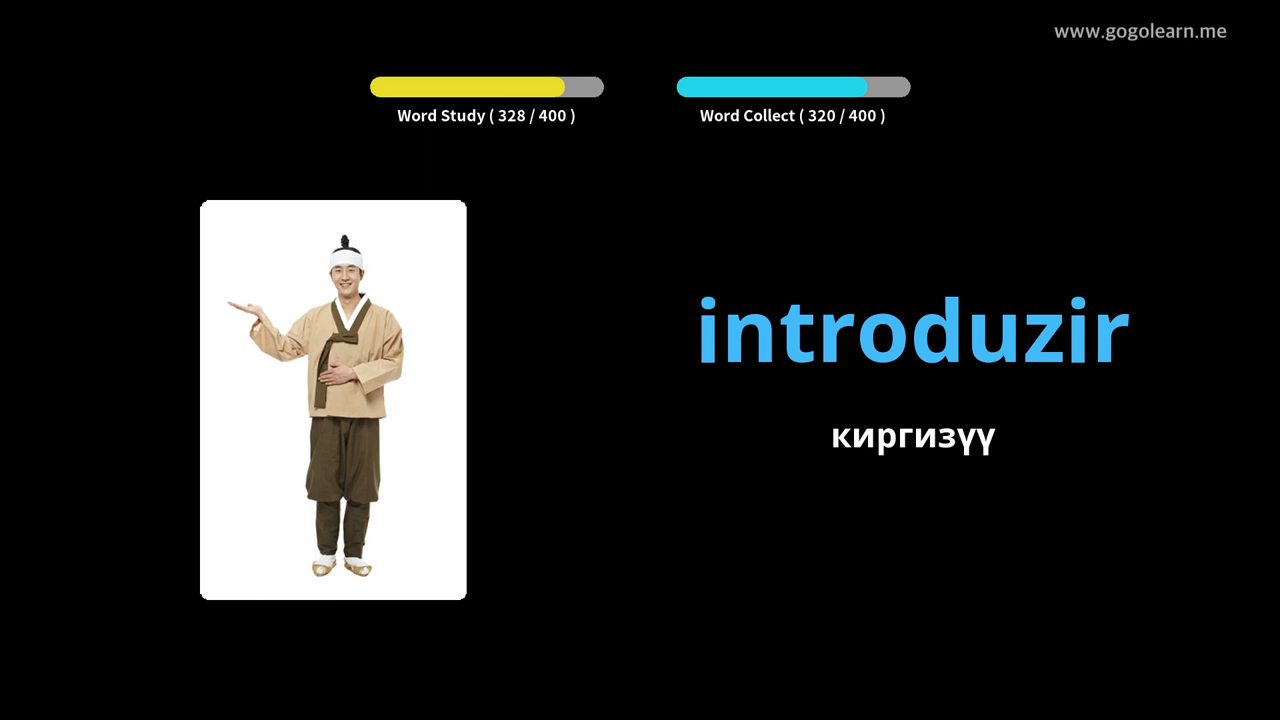 www.gogolearn.me
Word Study ( 328 / 400 )
Word Collect ( 320 / 400 )
introduzir
киргизүү